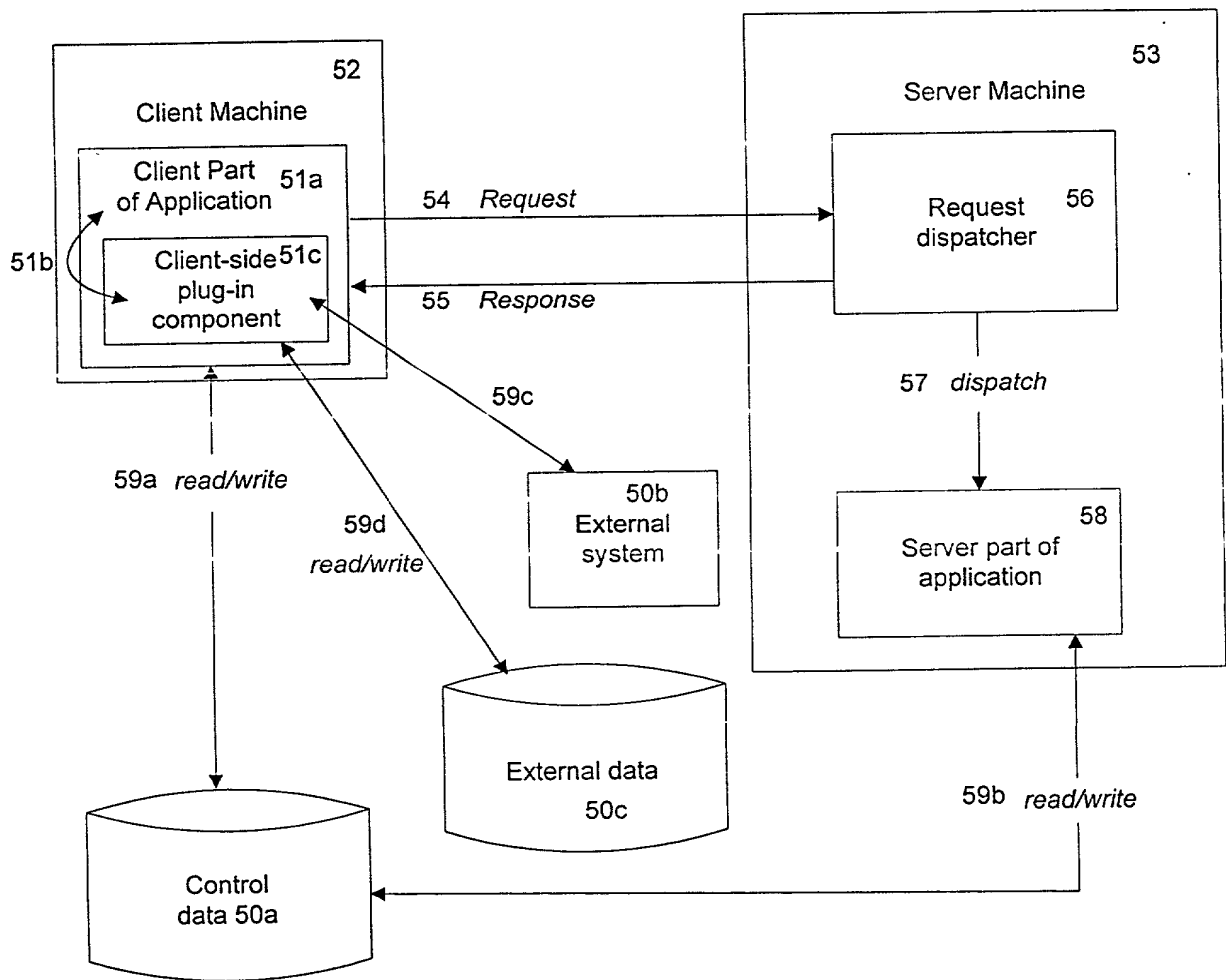 52
Client Machine
Client Part
of Application
51a
51b
51c
Client-side
plug-in
component
54 Request
55 Response
53
Server Machine
56
Request
dispatcher
57 dispatch
58
Server part of
application
59a read/write
59c
59d
read/write
50b
External
system
External data
50c
59b read/write
Control
data 50a